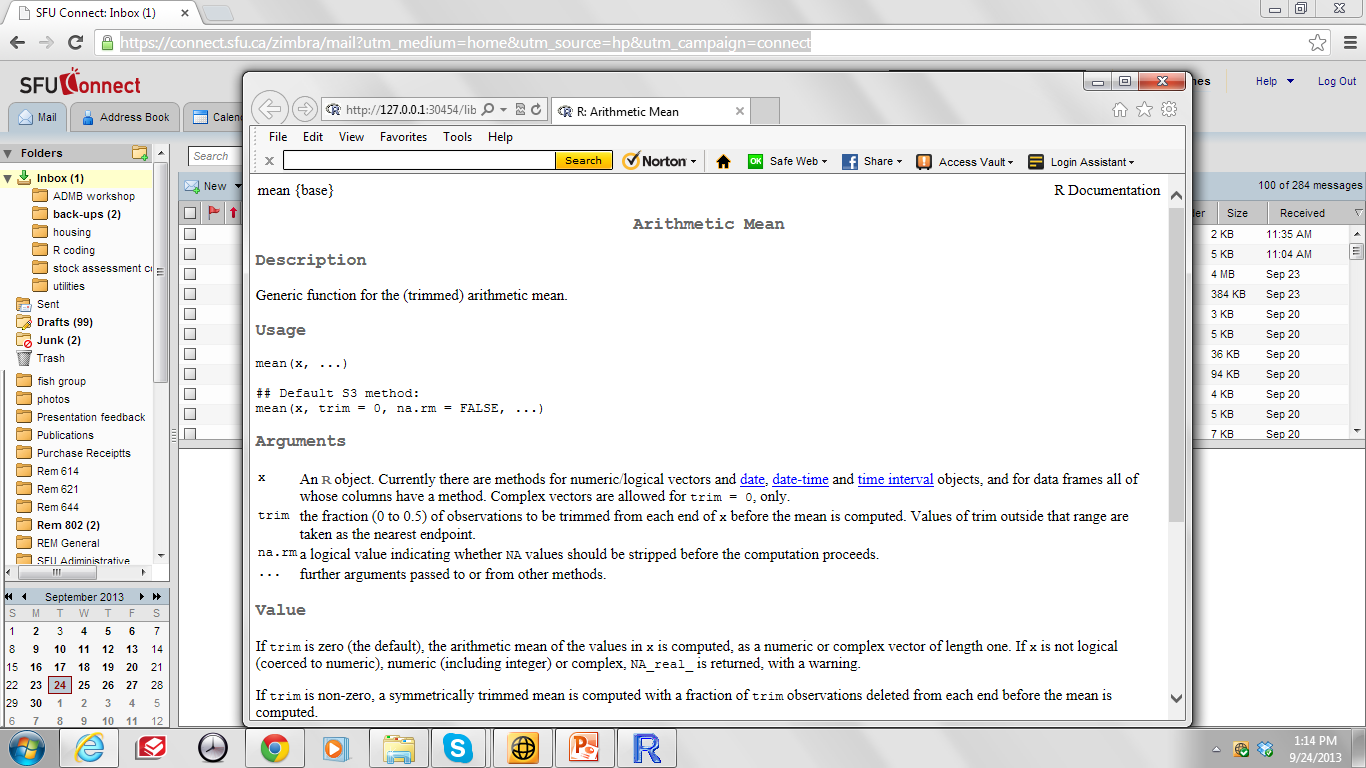 SFU Connect: Inbox (1)
https://connect.sfu.ca/zimbra/mail?utm_medium=home&utm_source=hp&utm_campaign=connect
SFU Connect
Help
Log Out
Mail
Address Book
Folders
Inbox (1)
ADMB workshop
back-ups (2)
housing
R coding
utilities
Sent
Drafts (99)
Junk (2)
Trash
fish group
photos
Presentation feedback
Publications
Purchase Receiptts
Rem 614
Rem 621
Rem 644
Rem 802 (2)
REM General
SFU Adiministrative
September 2013
S M T W T F S
1 2 3 4 5 6 7
8 9 10 11 12 13 14
15 16 17 18 19 20 21
22 23 24 25 26 27 28
29 30 1 2 3 4 5
6 7 8 9 10 11 12
Search
New
http://127.0.0.1:30454/lib
R: Arithmetic Mean
File Edit View Favorites Tools Help
x Search Norton Safe Web Share Access Vault Login Assistant
mean {base}
R Documentation
Arithmetic Mean
Description
Generic function for the (trimmed) arithmetic mean.
Usage
mean(x, ...)
## Default S3 method:
mean(x, trim = 0, na.rm = FALSE, ...)
Arguments
x An R object. Currently there are methods for numeric/logical vectors and date, date-time and time interval objects, and for data frames all of
whose columns have a method. Complex vectors are allowed for trim = 0, only.
trim the fraction (0 to 0.5) of observations to be trimmed from each end of x before the mean is computed. Values of trim outside that range are
taken as the nearest endpoint.
na.rm a logical value indicating whether NA values should be stripped before the computation proceeds.
... further arguments passed to or from other methods.
Value
If trim is zero (the default), the arithmetic mean of the values in x is computed, as a numeric or complex vector of length one. If x is not logical
(coerced to numeric), numeric (including integer) or complex, NA_real_ is returned, with a warning.
If trim is non-zero, a symmetrically trimmed mean is computed with a fraction of trim observations deleted from each end before the mean is
computed.
100 of 284 messages
Size Received
2 KB 11:35 AM
5 KB 11:04 AM
4 MB Sep 23
384 KB Sep 23
3 KB Sep 20
5 KB Sep 20
36 KB Sep 20
94 KB Sep 20
4 KB Sep 20
5 KB Sep 20
7 KB Sep 20
1:14 PM
9/24/2013